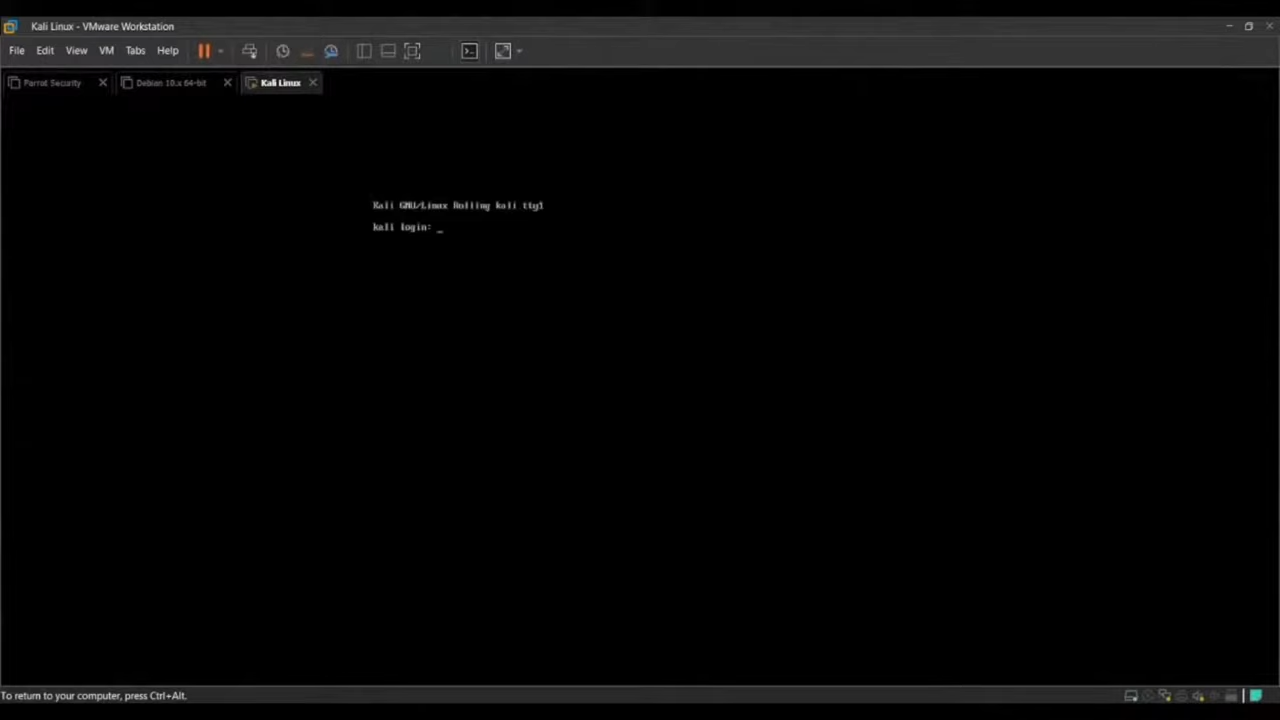 Kali Linux - VMware Workstation
File Edit View VM Tabs Help
Parrot Security Debian 10.x 64-bit Kali Linux
Kali GNU/Linux Rolling kali tty1
kali login: _
To return to your computer, press Ctrl+Alt.